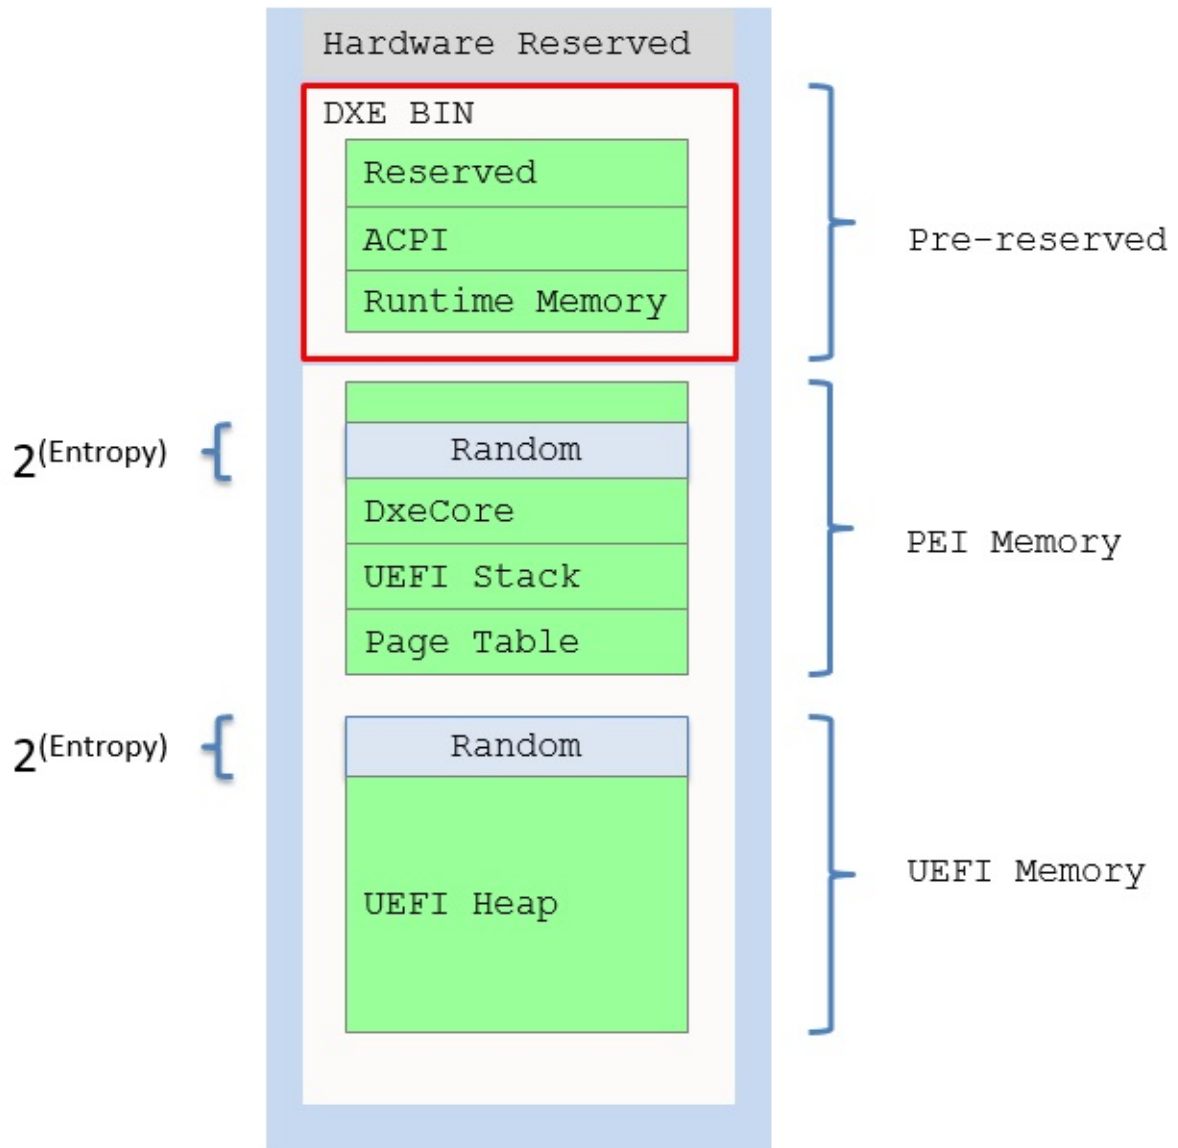 Hardware Reserved
DXE BIN
Reserved
ACPI
Runtime Memory
Pre-reserved
2(Entropy)
Random
DxeCore
UEFI Stack
Page Table
PEI Memory
2(Entropy)
Random
UEFI Heap
UEFI Memory